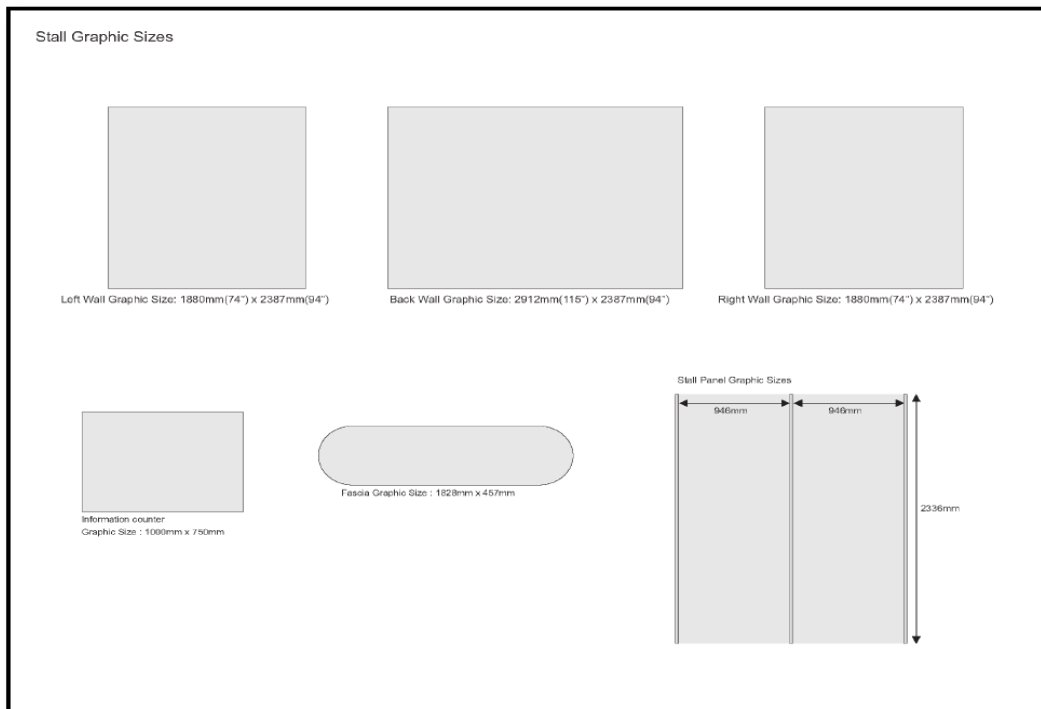 Stall Graphic Sizes
Left Wall Graphic Size: 1880mm(74") x 2387mm(94")
Back Wall Graphic Size: 2912mm(115") x 2387mm(94")
Right Wall Graphic Size: 1880mm(74") x 2387mm(94")
Stall Panel Graphic Sizes
946mm
946mm
2336mm
Fascia Graphic Size : 1828mm x 457mm
Information counter
Graphic Size : 1000mm x 750mm